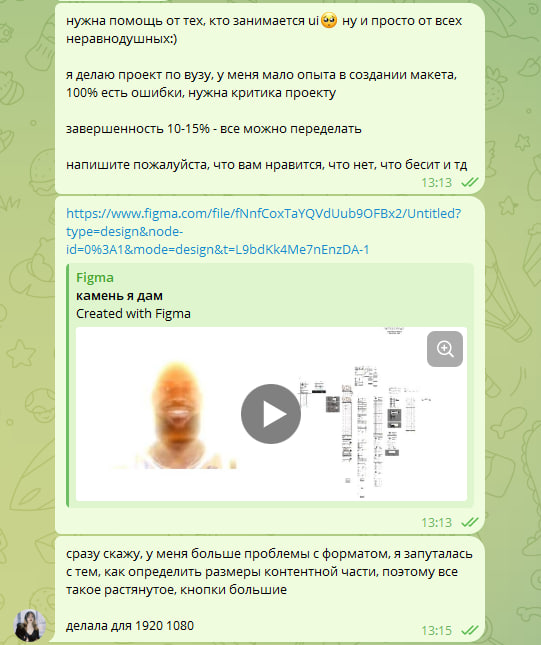 нужна помощь от тех, кто занимается ui🥺 ну и просто от всех
неравнодушных:)
я делаю проект по вузу, у меня мало опыта в создании макета,
100% есть ошибки, нужна критика проекту
завершенность 10-15% - все можно переделать
напишите пожалуйста, что вам нравится, что нет, что бесит и тд
13:13
https://www.figma.com/file/fNnfCoxTaYQVdUub9OFBx2/Untitled?
type=design&node-
id=0%3A1&mode=design&t=L9bdKk4Me7nEnzDA-1
Figma
камень я дам
Created with Figma
13:13
сразу скажу, у меня больше проблемы с форматом, я запуталась
с тем, как определить размеры контентной части, поэтому все
такое растянутое, кнопки большие
делала для 1920 1080
13:15